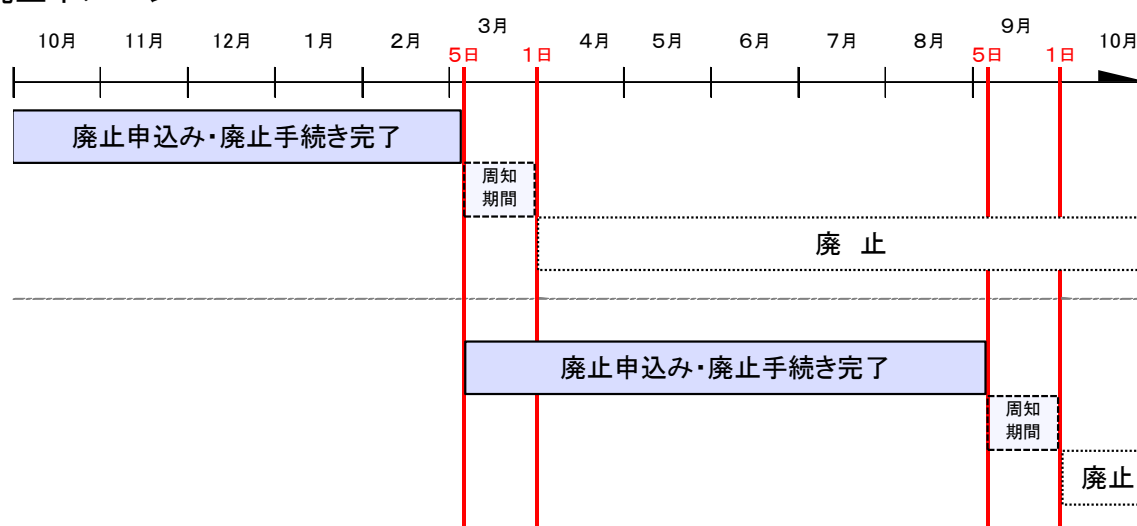 10月 11月 12月 1月 2月 3月 4月 5月 6月 7月 8月 9月 10月
5日 1日 5日 1日
廃止申込み・廃止手続き完了
周知
期間
廃 止
廃止申込み・廃止手続き完了
周知
期間
廃止